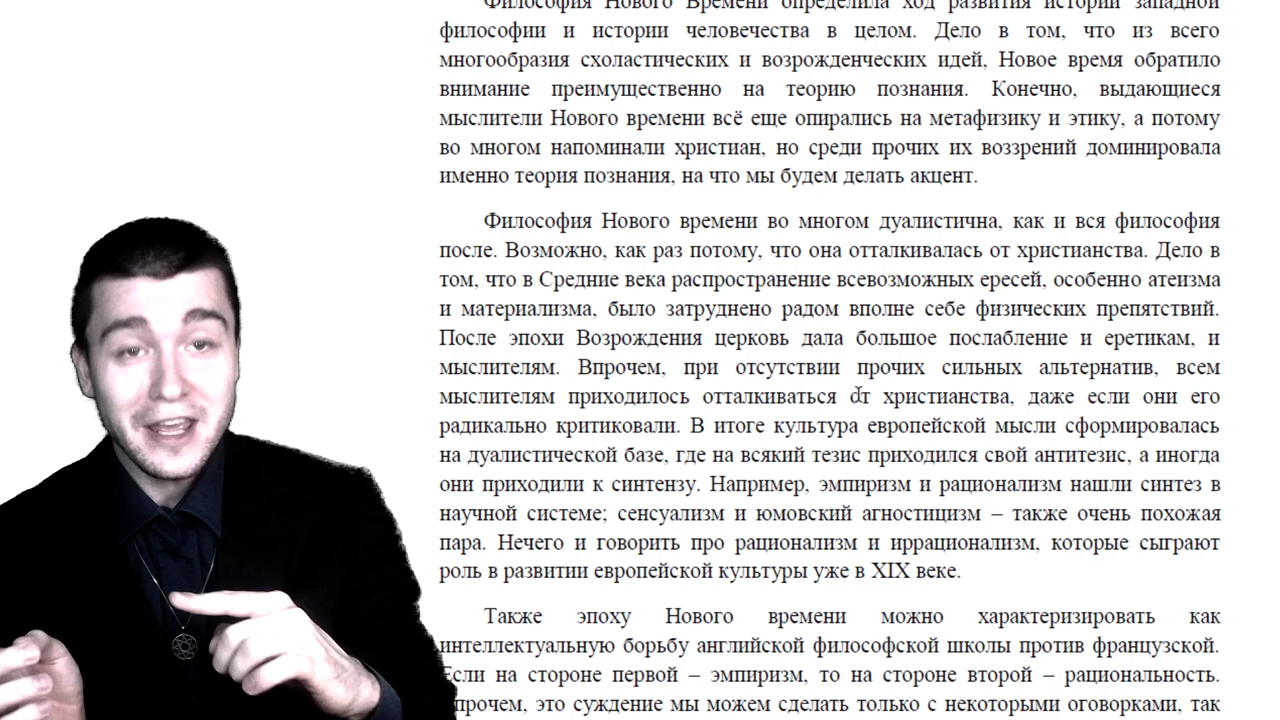 Философия Нового Времени определила ход развития истории западной
философии и истории человечества в целом. Дело в том, что из всего
многообразия схоластических и возрожденческих идей, Новое время обратило
внимание преимущественно на теорию познания. Конечно, выдающиеся
мыслители Нового времени всё еще опирались на метафизику и этику, а потому
во многом напоминали христиан, но среди прочих их воззрений доминировала
именно теория познания, на что мы будем делать акцент.
Философия Нового времени во многом дуалистична, как и вся философия
после. Возможно, как раз потому, что она отталкивалась от христианства. Дело в
том, что в Средние века распространение всевозможных ересей, особенно атеизма
и материализма, было затруднено радом вполне себе физических препятствий.
После эпохи Возрождения церковь дала большое послабление и еретикам, и
мыслителям. Впрочем, при отсутствии прочих сильных альтернатив, всем
мыслителям приходилось отталкиваться от христианства, даже если они его
радикально критиковали. В итоге культура европейской мысли сформировалась
на дуалистической базе, где на всякий тезис приходился свой антитезис, а иногда
они приходили к синтензу. Например, эмпиризм и рационализм нашли синтез в
научной системе; сенсуализм и юмовский агностицизм – также очень похожая
пара. Нечего и говорить про рационализм и иррационализм, которые сыграют
роль в развитии европейской культуры уже в XIX веке.
Также эпоху Нового времени можно характеризировать как
интеллектуальную борьбу английской философской школы против французской.
Если на стороне первой – эмпиризм, то на стороне второй – рациональность.
это суждение мы можем сделать только с некоторыми оговорками, так